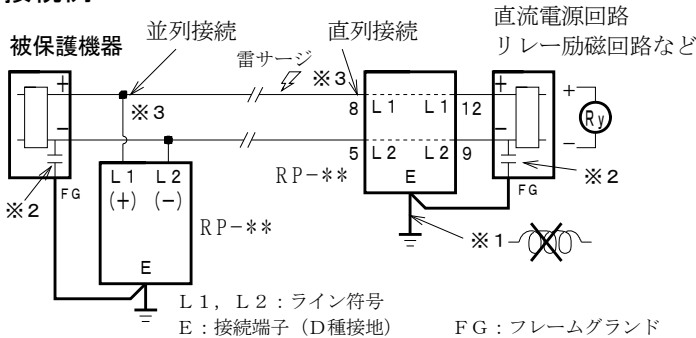 被保護機器
並列接続
雷サージ
※3
直列接続
直流電源回路
リレー励磁回路など
+
−
※3
8 L1 L1 12
5 L2 L2 9
E
RP-**
+
−
+
−
Ry
※2
FG
L1 L2
(+) (−)
RP-**
E
※2
FG
※1
L1, L2:ライン符号
E:接続端子(D種接地)
FG:フレームグランド